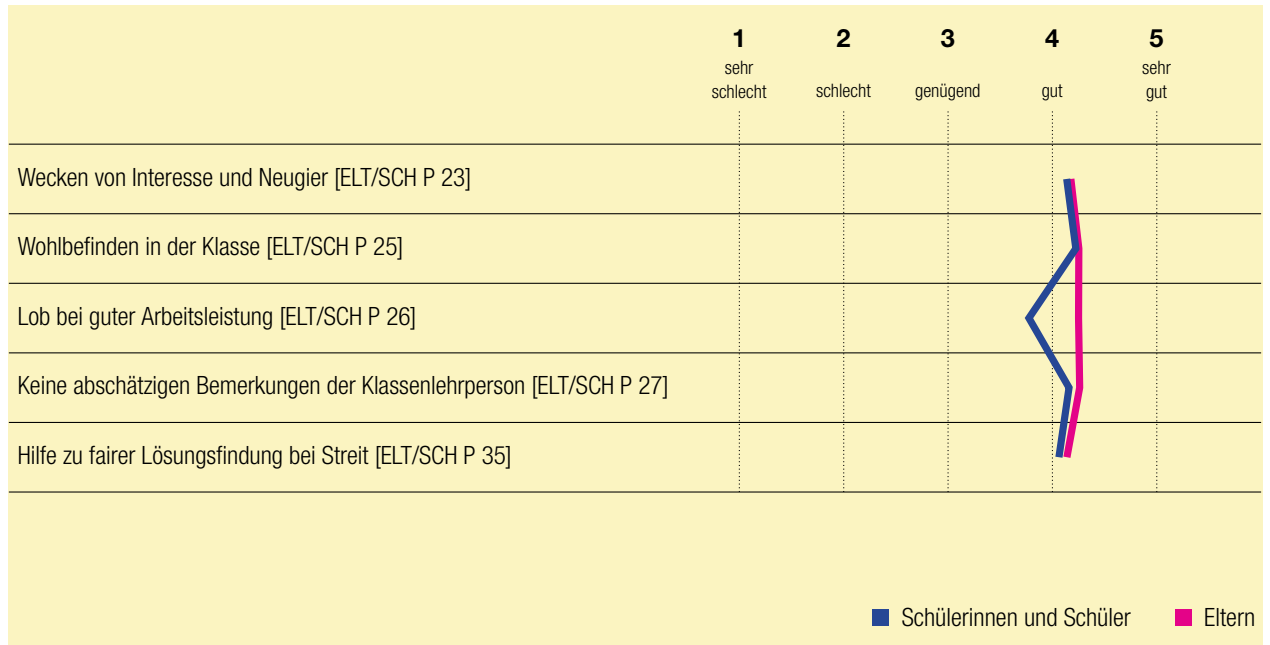 1 2 3 4 5
sehr schlecht schlecht genügend gut sehr gut
Wecken von Interesse und Neugier [ELT/SCH P 23]
Wohlbefinden in der Klasse [ELT/SCH P 25]
Lob bei guter Arbeitsleistung [ELT/SCH P 26]
Keine abschätzigen Bemerkungen der Klassenlehrperson [ELT/SCH P 27]
Hilfe zu fairer Lösungsfindung bei Streit [ELT/SCH P 35]
Schülerinnen und Schüler Eltern